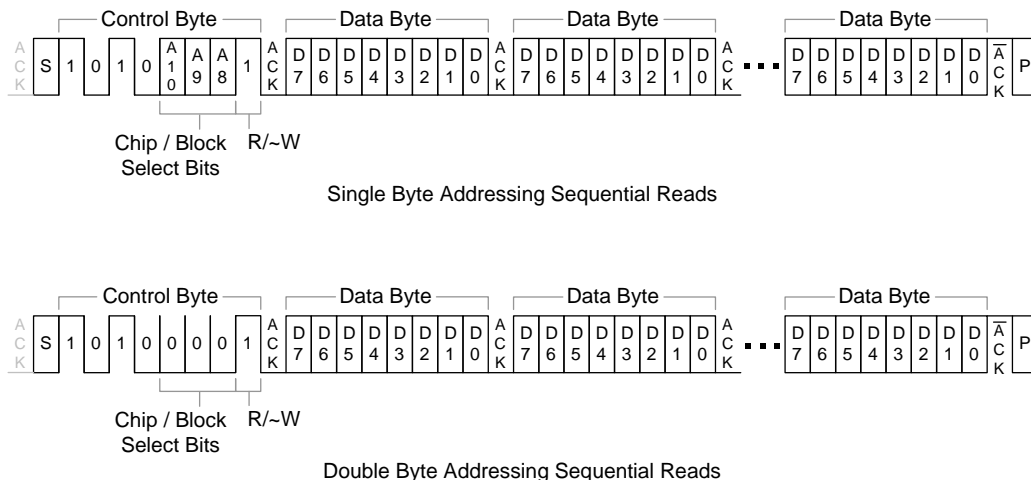 Control Byte Data Byte Data Byte Data Byte
ACK S 1 0 1 0 A10 A9 A8 1 ACK D7 D6 D5 D4 D3 D2 D1 D0 ACK D7 D6 D5 D4 D3 D2 D1 D0 ACK ▪▪▪ D7 D6 D5 D4 D3 D2 D1 D0 A̅CK P
Chip / Block R/~W
Select Bits
Single Byte Addressing Sequential Reads
Control Byte Data Byte Data Byte Data Byte
ACK S 1 0 1 0 0 0 0 1 ACK D7 D6 D5 D4 D3 D2 D1 D0 ACK D7 D6 D5 D4 D3 D2 D1 D0 ACK ▪▪▪ D7 D6 D5 D4 D3 D2 D1 D0 A̅CK P
Chip / Block R/~W
Select Bits
Double Byte Addressing Sequential Reads